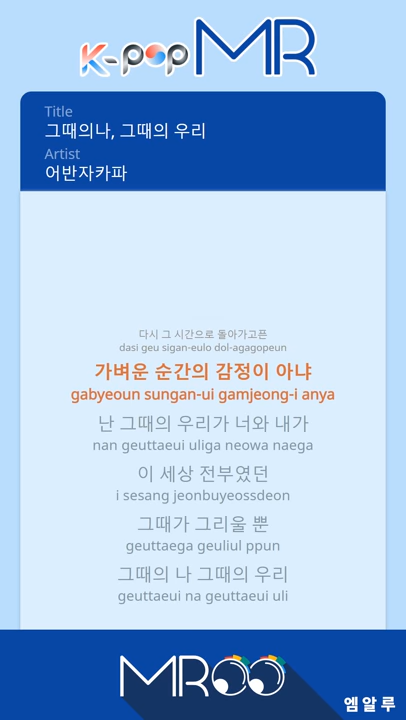 K-pop MR
Title
그때의나, 그때의 우리
Artist
어반자카파
다시 그 시간으로 돌아가고픈
dasi geu sigan-eulo dol-agagopeun
가벼운 순간의 감정이 아냐
gabyeoun sungan-ui gamjeong-i anya
난 그때의 우리가 너와 내가
nan geuttaeui uliga neowa naega
이 세상 전부였던
i sesang jeonbuyeossdeon
그때가 그리울 뿐
geuttaega geuliul ppun
그때의 나 그때의 우리
geuttaeui na geuttaeui uli
MROO
엠알루